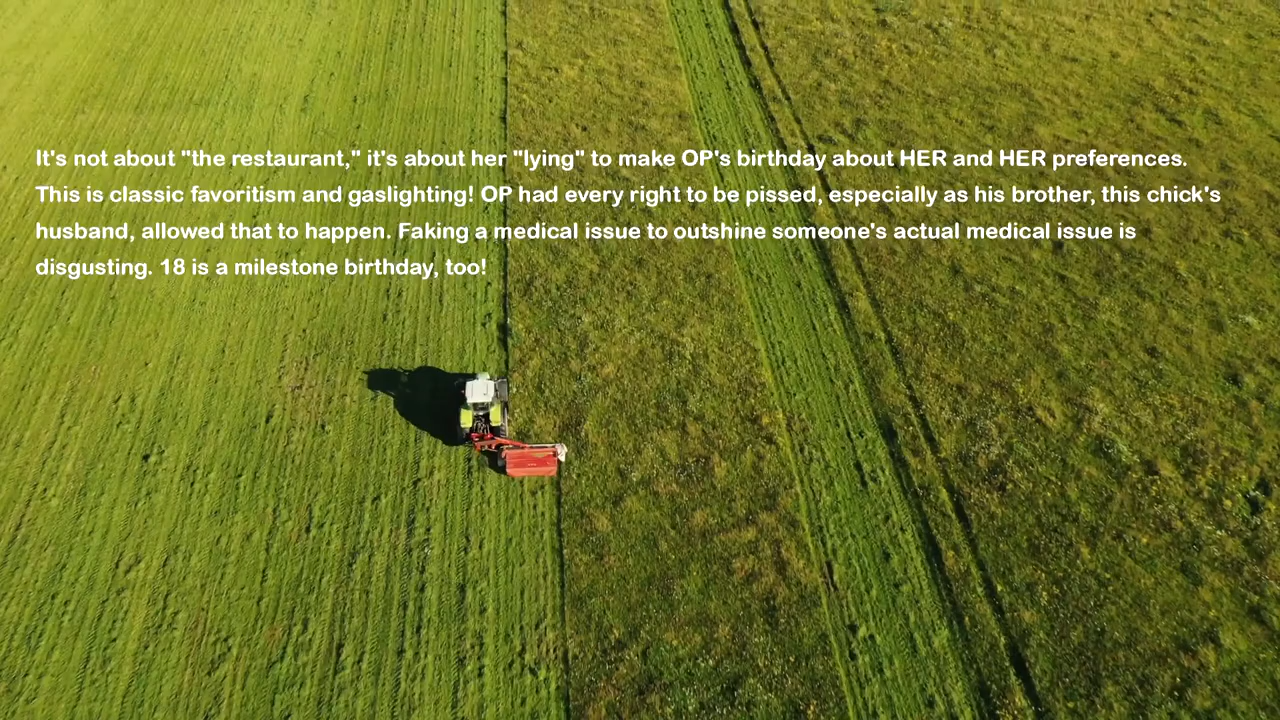 It's not about "the restaurant," it's about her "lying" to make OP's birthday about HER and HER preferences.
This is classic favoritism and gaslighting! OP had every right to be pissed, especially as his brother, this chick's
husband, allowed that to happen. Faking a medical issue to outshine someone's actual medical issue is
disgusting. 18 is a milestone birthday, too!